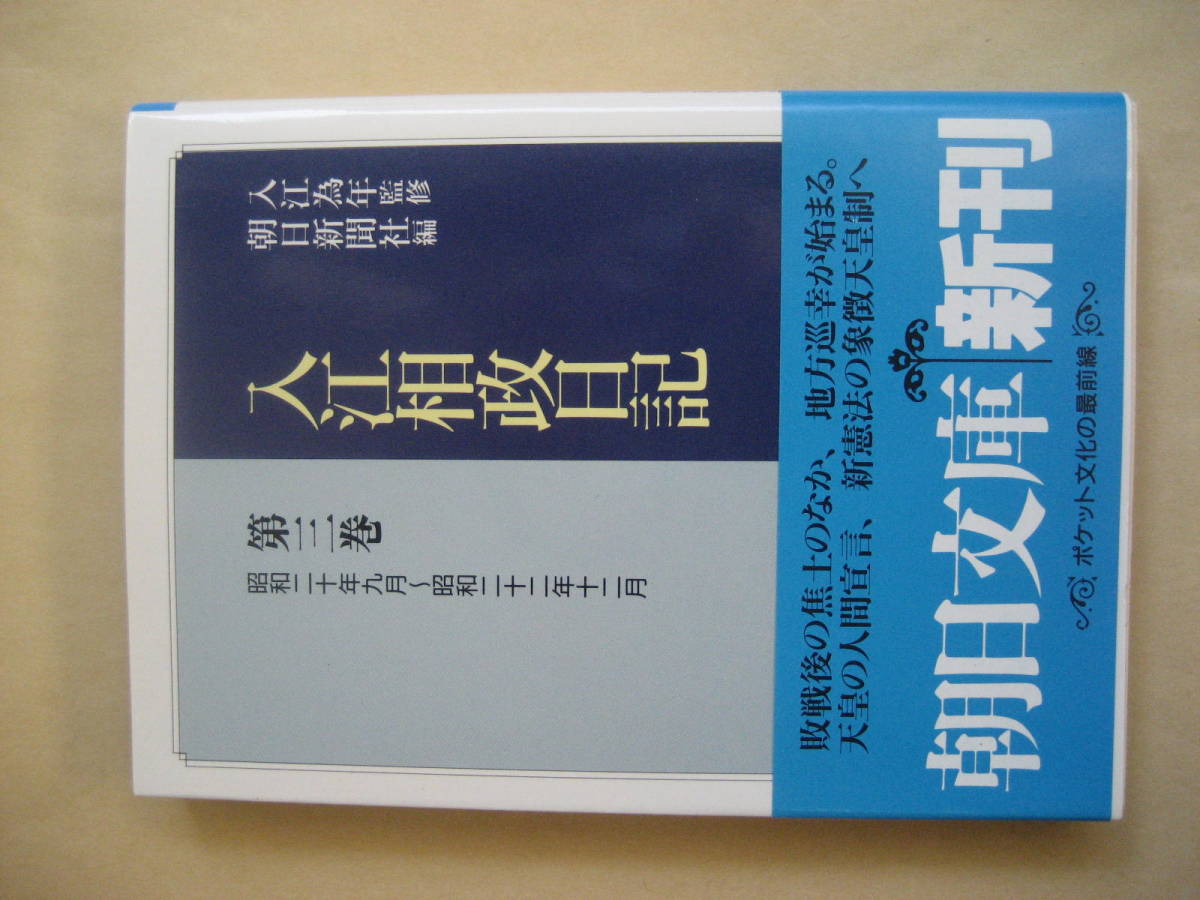 入江為年監修
朝日新聞社編
入江相政日記
第三巻
昭和二十年九月〜昭和二十二年十二月
敗戦後の焦土のなか、地方巡幸が始まる。
天皇の人間宣言、新憲法の象徴天皇制へ
朝日文庫 新刊
ポケット文化の最前線